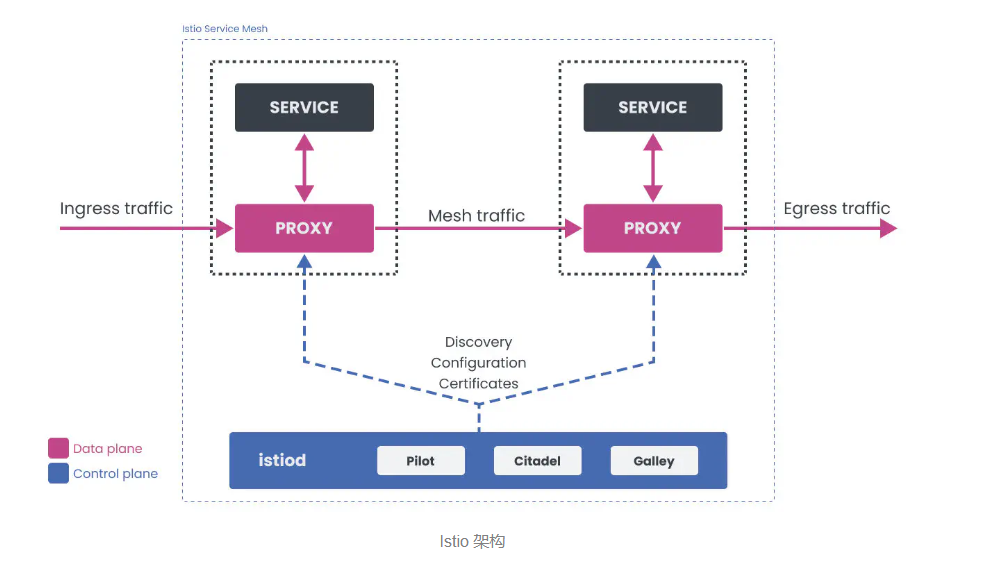 Istio Service Mesh
SERVICE
SERVICE
Ingress traffic
PROXY
Mesh traffic
PROXY
Egress traffic
Discovery
Configuration
Certificates
Data plane
Control plane
istiod
Pilot
Citadel
Galley
Istio 架构